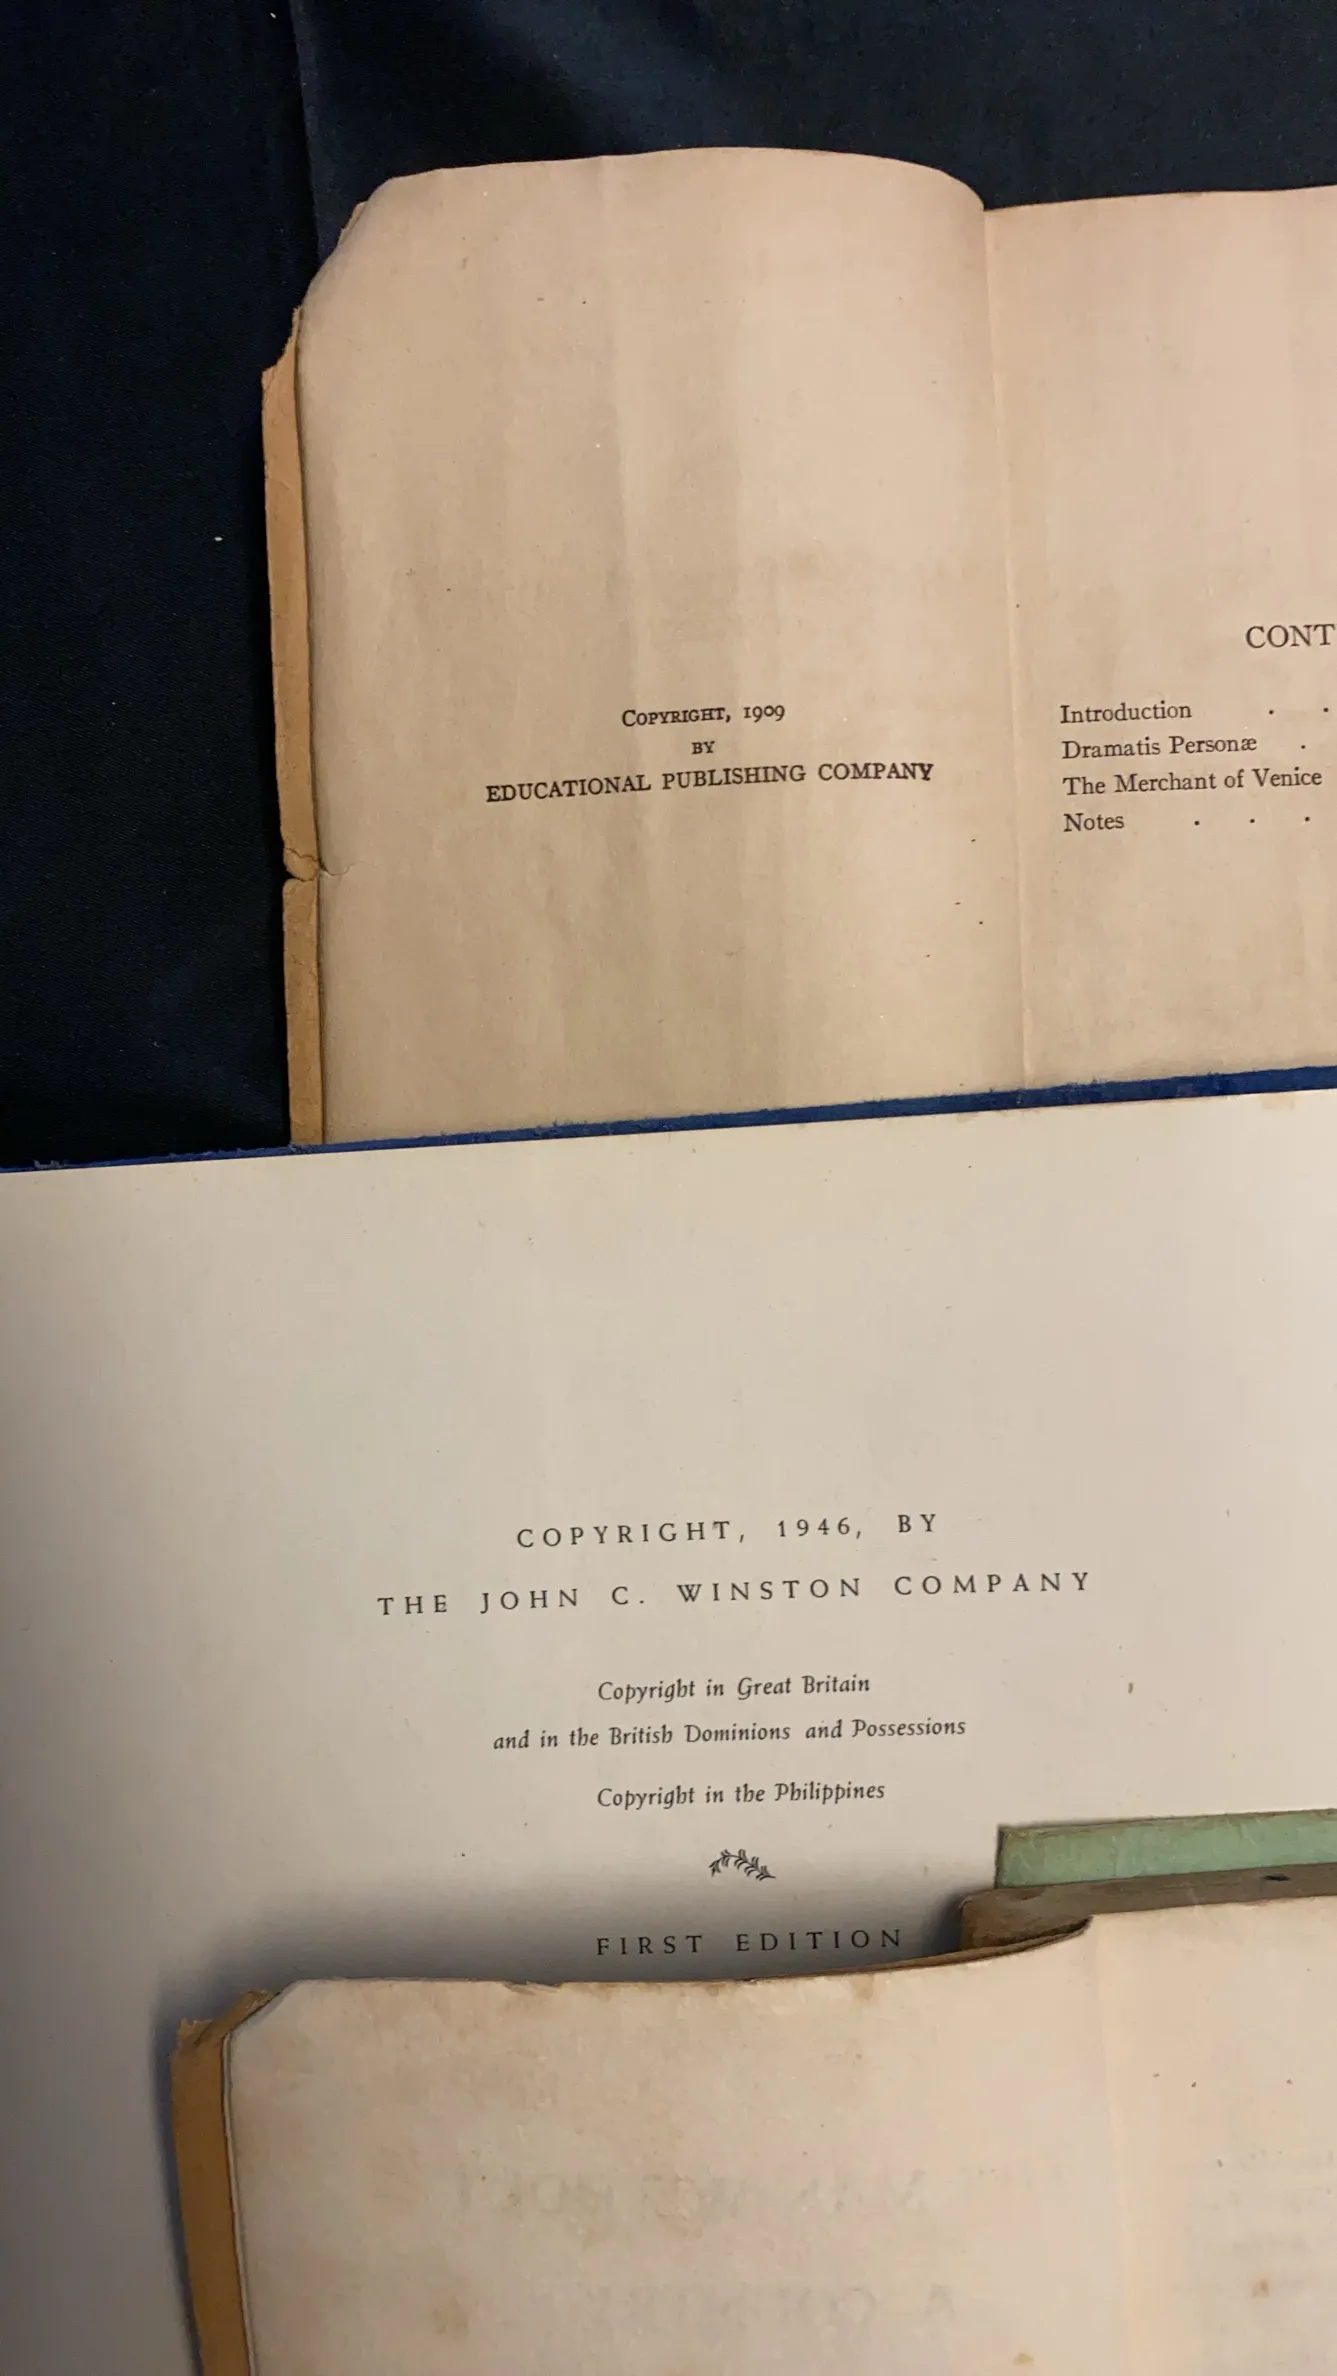 COPYRIGHT, 1909
BY
EDUCATIONAL PUBLISHING COMPANY
CONT
Introduction . .
Dramatis Personæ .
The Merchant of Venice
Notes . . .
COPYRIGHT, 1946, BY
THE JOHN C. WINSTON COMPANY
Copyright in Great Britain
and in the British Dominions and Possessions
Copyright in the Philippines
FIRST EDITION